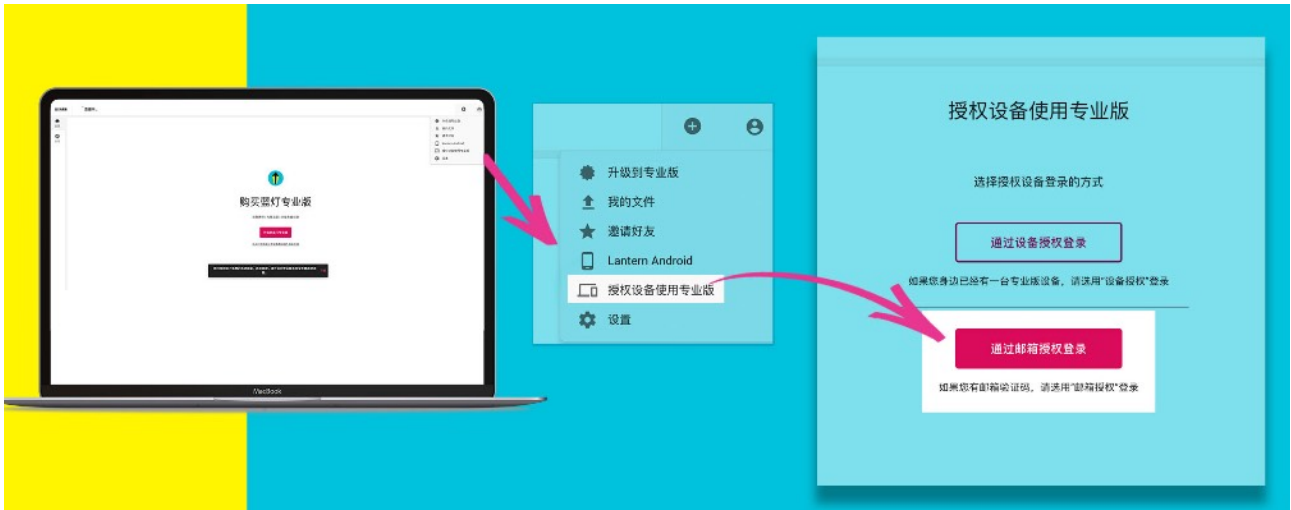 购买蓝灯专业版
MacBook
升级到专业版
我的文件
邀请好友
Lantern Android
授权设备使用专业版
设置
授权设备使用专业版
选择授权设备登录的方式
通过设备授权登录
如果您身边已经有一台专业版设备，请选用“设备授权”登录
通过邮箱授权登录
如果您有邮箱验证码，请选用“邮箱授权”登录